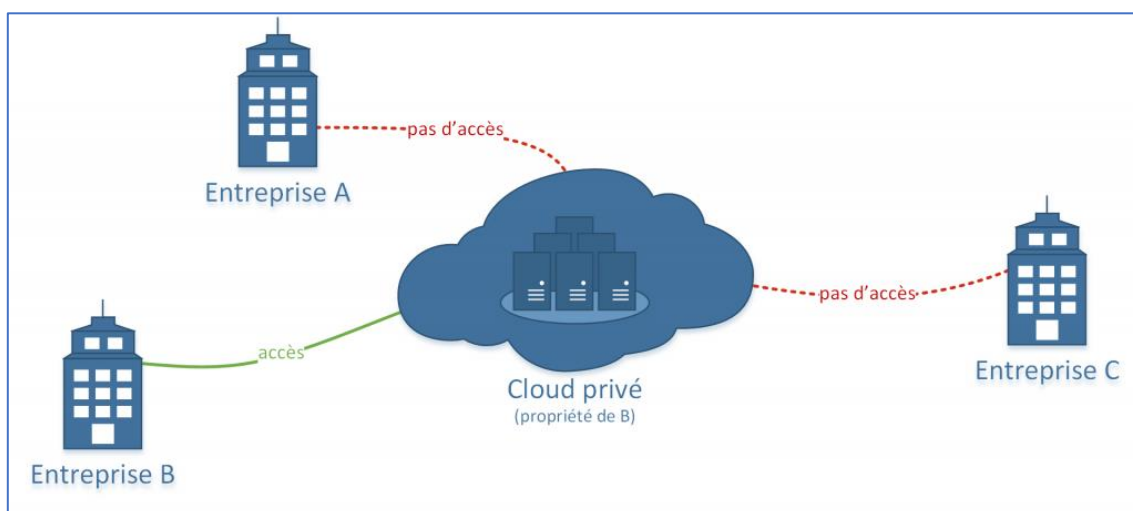 pas d’accès
Entreprise A
pas d’accès
accès
Entreprise C
Cloud privé
(propriété de B)
Entreprise B